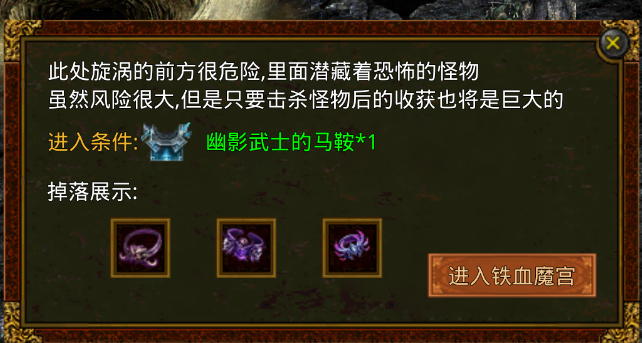 此处旋涡的前方很危险,里面潜藏着恐怖的怪物
虽然风险很大,但是只要击杀怪物后的收获也将是巨大的
进入条件: 幽影武士的马鞍*1
掉落展示:
进入铁血魔宫